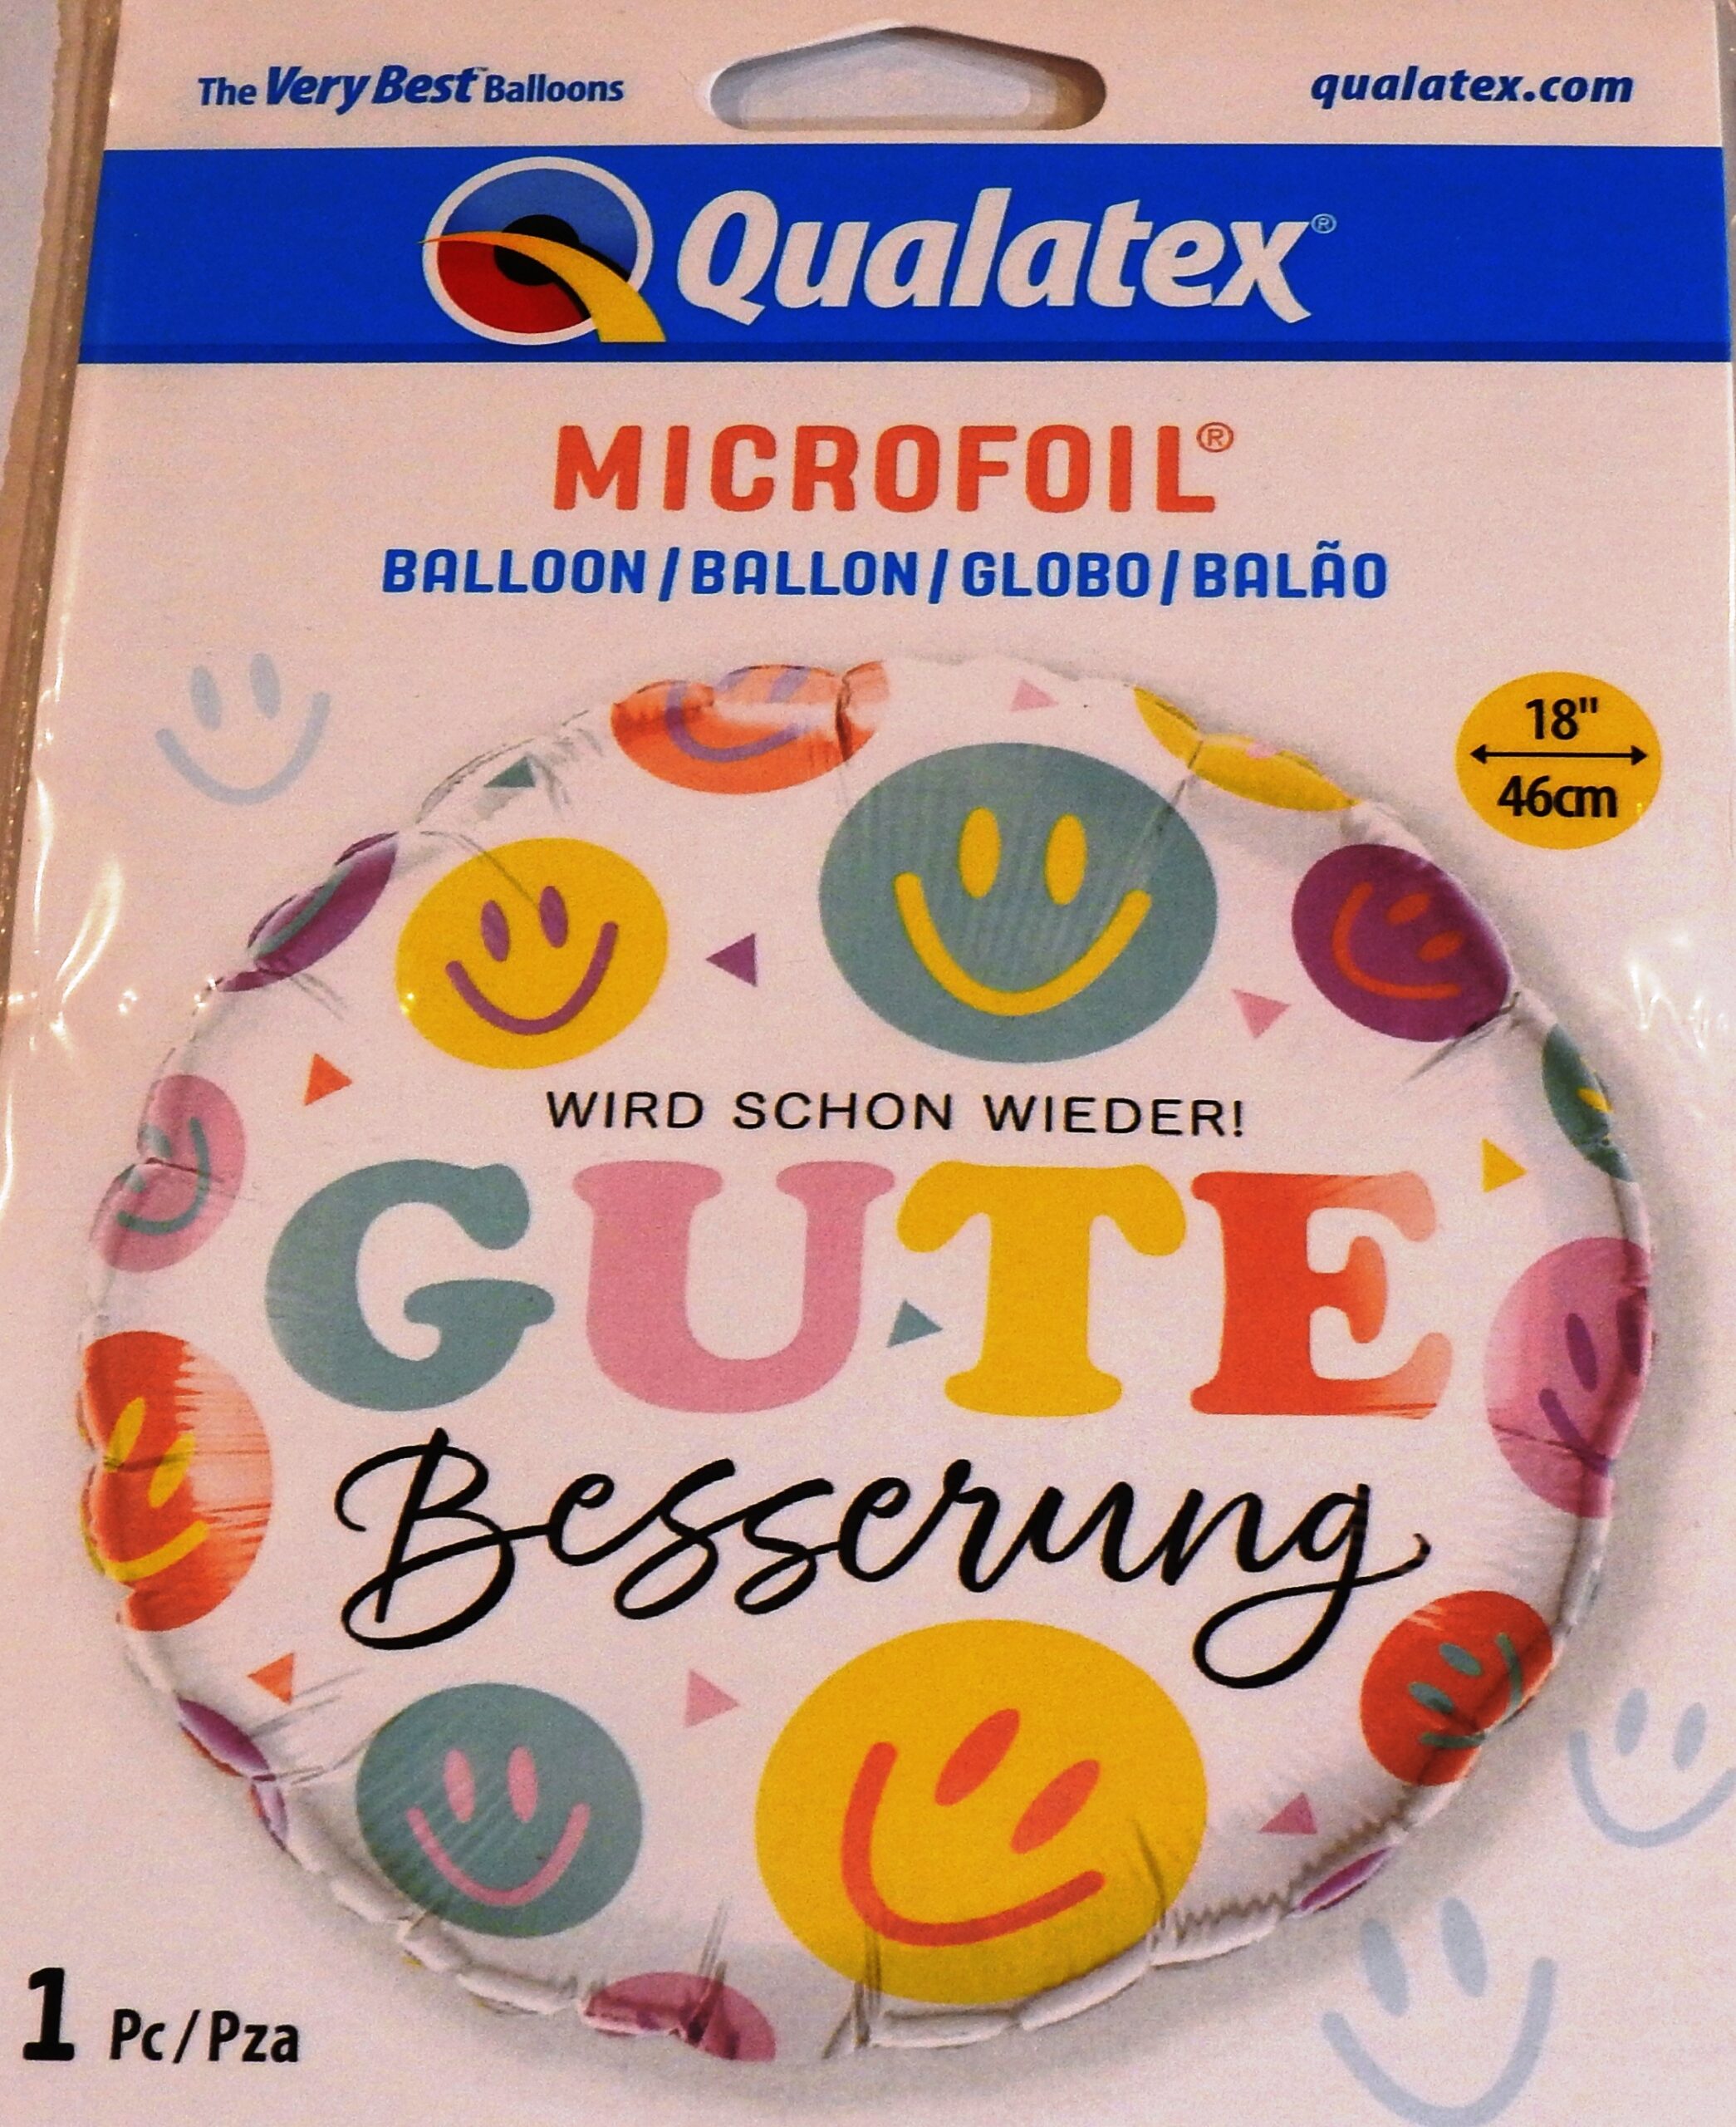 The Very Best™ Balloons
qualatex.com
Qualatex®
MICROFOIL®
BALLOON / BALLON / GLOBO / BALÃO
18"
46cm
WIRD SCHON WIEDER!
GUTE
Besserung
1 Pc / Pza